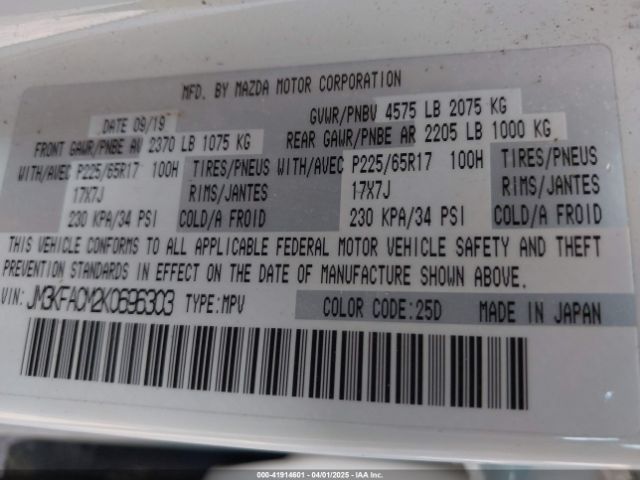 MFD. BY MAZDA MOTOR CORPORATION
DATE 09/19 GVWR/PNBV 4575 LB 2075 KG
FRONT GAWR/PNBE AV 2370 LB 1075 KG REAR GAWR/PNBE AR 2205 LB 1000 KG
WITH/AVEC P225/65R17 100H TIRES/PNEUS WITH/AVEC P225/65R17 100H TIRES/PNEUS
17X7J RIMS/JANTES 17X7J RIMS/JANTES
230 KPA/34 PSI COLD/A FROID 230 KPA/34 PSI COLD/A FROID
THIS VEHICLE CONFORMS TO ALL APPLICABLE FEDERAL MOTOR VEHICLE SAFETY AND THEFT
PREVENTION STANDARDS IN EFFECT ON THE DATE OF MANUFACTURE SHOWN ABOVE.
VIN: JM3KFACM2K0696303 TYPE:MPV COLOR CODE:25D MADE IN JAPAN
000-41914601 - 04/01/2025 - IAAI.COM